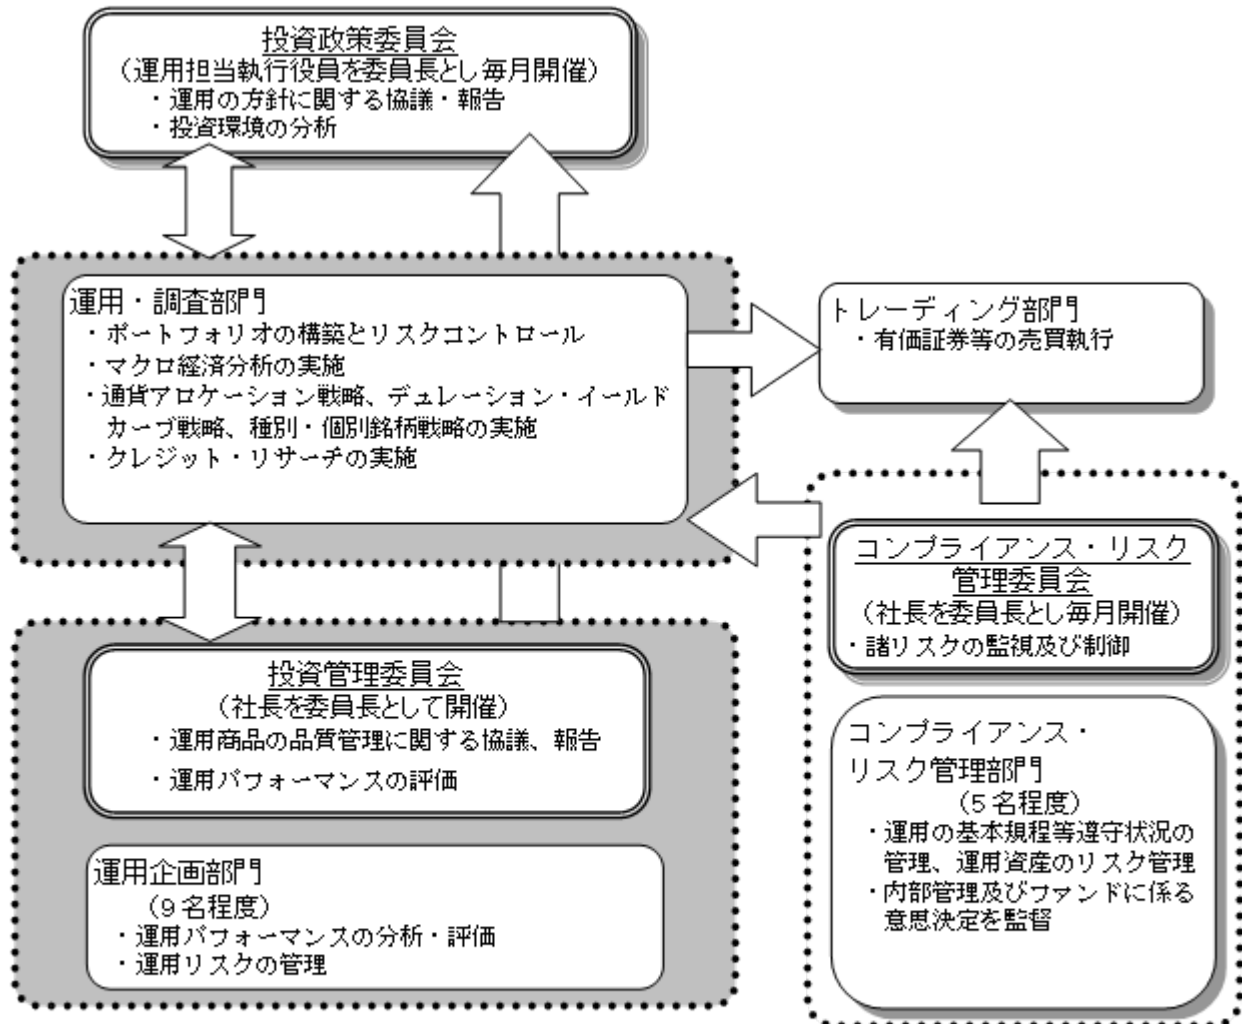 投資政策委員会
（運用担当執行役員を委員長とし毎月開催）
・運用の方針に関する協議・報告
・投資環境の分析
運用・調査部門
・ポートフォリオの構築とリスクコントロール
・マクロ経済分析の実施
・通貨アロケーション戦略、デュレーション・イールド
カーブ戦略、種別・個別銘柄戦略の実施
・クレジット・リサーチの実施
トレーディング部門
・有価証券等の売買執行
コンプライアンス・リスク
管理委員会
（社長を委員長とし毎月開催）
・諸リスクの監視及び制御
投資管理委員会
（社長を委員長として開催）
・運用商品の品質管理に関する協議、報告
・運用パフォーマンスの評価
コンプライアンス・
リスク管理部門
（5名程度）
・運用の基本規程等遵守状況の
管理、運用資産のリスク管理
・内部管理及びファンドに係る
意思決定を監督
運用企画部門
（9名程度）
・運用パフォーマンスの分析・評価
・運用リスクの管理